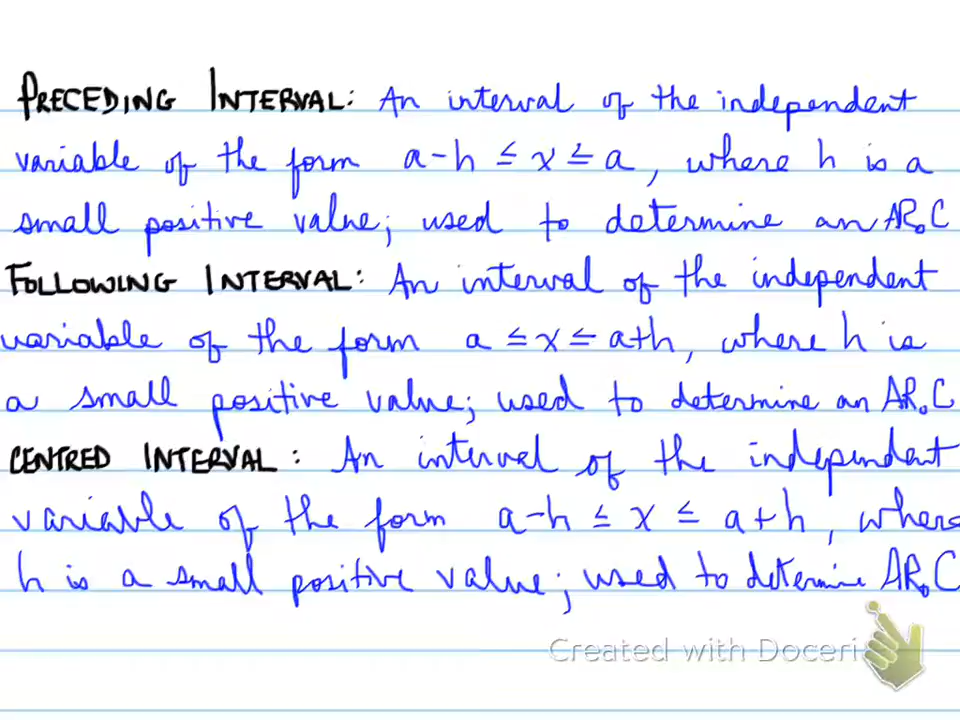 PRECEDING INTERVAL: An interval of the independent
variable of the form a-h ≤ x ≤ a, where h is a
small positive value; used to determine an ARoC
FOLLOWING INTERVAL: An interval of the independent
variable of the form a ≤ x ≤ a+h, where h is
a small positive value; used to determine an ARoC
CENTRED INTERVAL: An interval of the independent
variable of the form a-h ≤ x ≤ a+h, where
h is a small positive value; used to determine ARoC
Created with Doceri